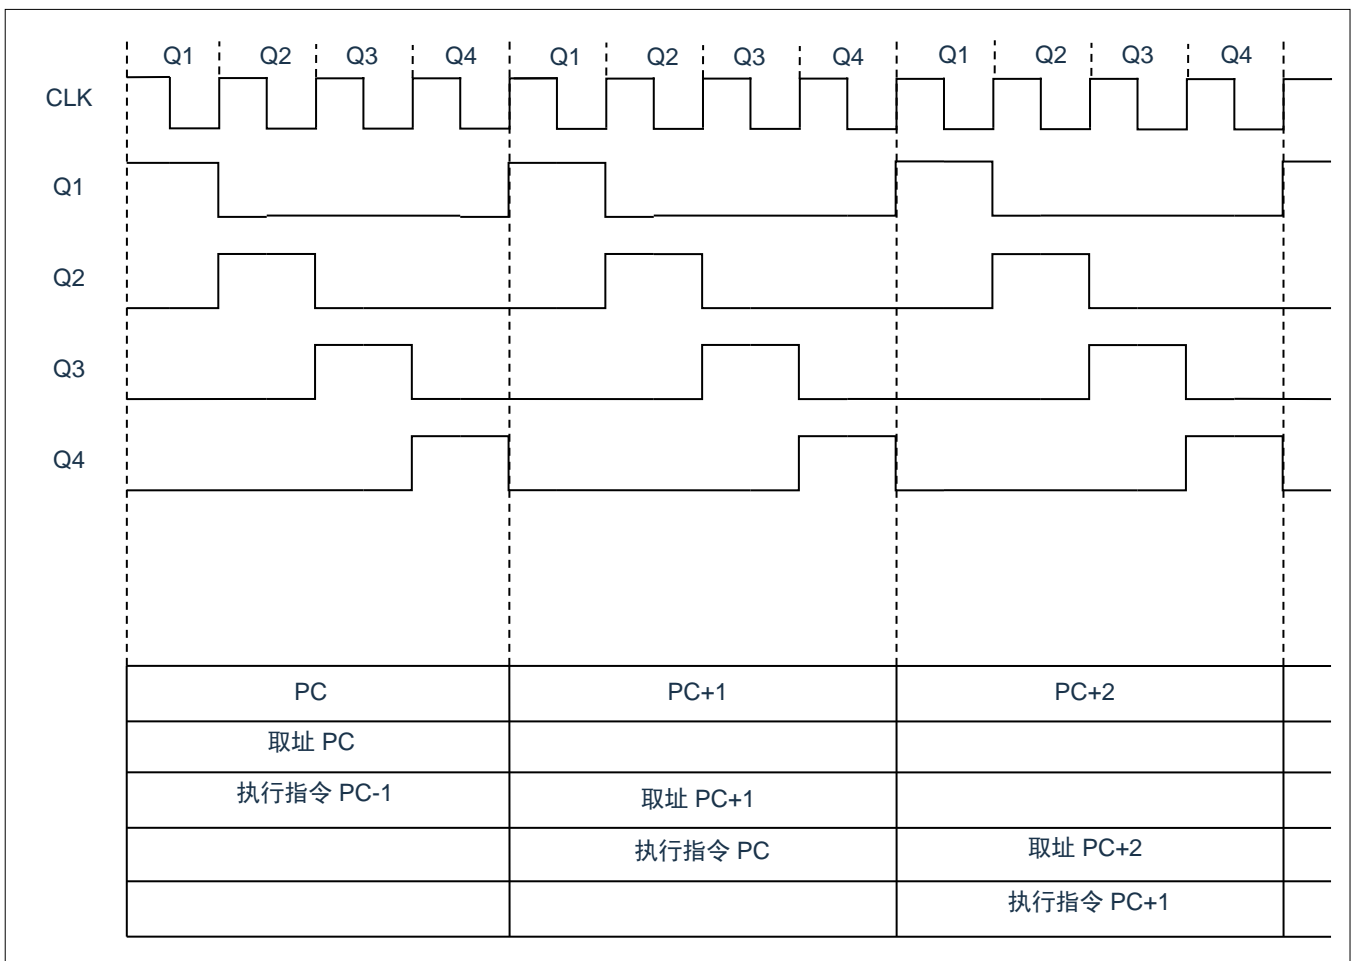 Q1 Q2 Q3 Q4 Q1 Q2 Q3 Q4 Q1 Q2 Q3 Q4
CLK
Q1
Q2
Q3
Q4
PC PC+1 PC+2
取址 PC
执行指令 PC-1 取址 PC+1
执行指令 PC 取址 PC+2
执行指令 PC+1